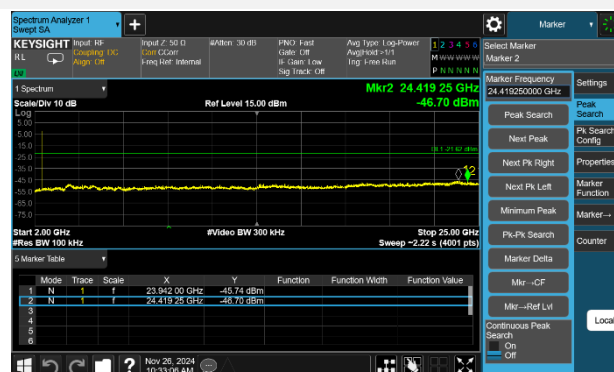 Spectrum Analyzer 1
Swept SA
+
Marker
KEYSIGHT
RL
Input: RF
Coupling: DC
Align: Off
Input Z: 50 Ω
Corr CCorr
Freq Ref: Internal
#Atten: 30 dB
PNO: Fast
Gate: Off
IF Gain: Low
Sig Track: Off
Avg Type: Log-Power
Avg|Hold:>1/1
Trig: Free Run
1 2 3 4 5 6
M W W W W W
P N N N N N
Select Marker
Marker 2
1 Spectrum
Scale/Div 10 dB
Log
Ref Level 15.00 dBm
Mkr2 24.419 25 GHz
-46.70 dBm
5.00
-5.00
-15.0
-25.0
-35.0
-45.0
-55.0
-65.0
-75.0
DL1 -21.67 dBm
1
2
Start 2.00 GHz
#Res BW 100 kHz
#Video BW 300 kHz
Stop 25.00 GHz
Sweep ~2.22 s (4001 pts)
5 Marker Table
Mode Trace Scale X Y Function Function Width Function Value
1 N 1 f 23.942 00 GHz -45.74 dBm
2 N 1 f 24.419 25 GHz -46.70 dBm
3
4
5
6
Marker Frequency
24.419250000 GHz
Peak Search
Next Peak
Next Pk Right
Next Pk Left
Minimum Peak
Pk-Pk Search
Marker Delta
Mkr→CF
Mkr→Ref Lvl
Continuous Peak
Search
On
Off
Settings
Peak
Search
Pk Search
Config
Properties
Marker
Function
Marker→
Counter
Local
?
Nov 26, 2024
10:33:06 AM